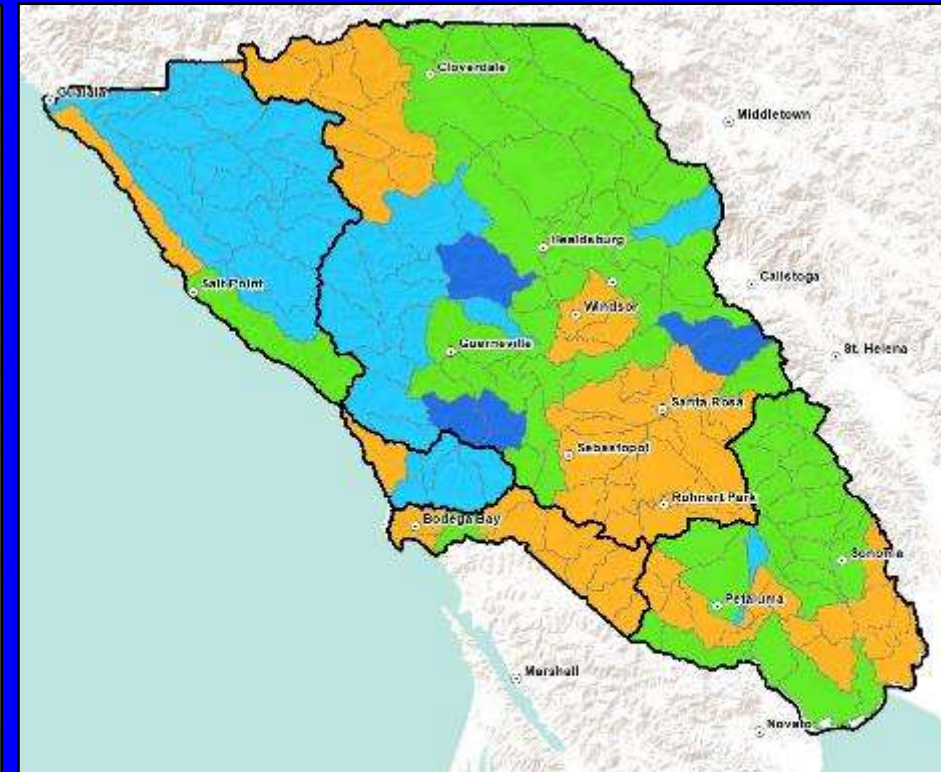 Cloverdale
Gualala
Middletown
Healdsburg
Calistoga
Salt Point
Windsor
Guerneville
St. Helena
Santa Rosa
Sebastopol
Rohnert Park
Bodega Bay
Sonoma
Petaluma
Marshall
Novato